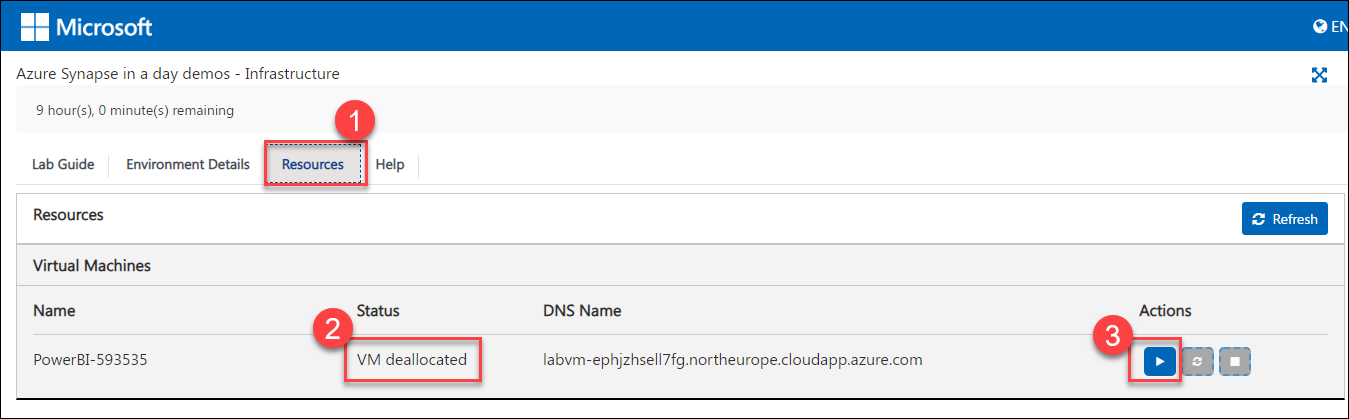 Microsoft
EN
Azure Synapse in a day demos - Infrastructure
9 hour(s), 0 minute(s) remaining
1
Lab Guide Environment Details Resources Help
Resources
Refresh
Virtual Machines
Name Status DNS Name Actions
2 3
PowerBI-593535 VM deallocated labvm-ephjzhsell7fg.northeurope.cloudapp.azure.com